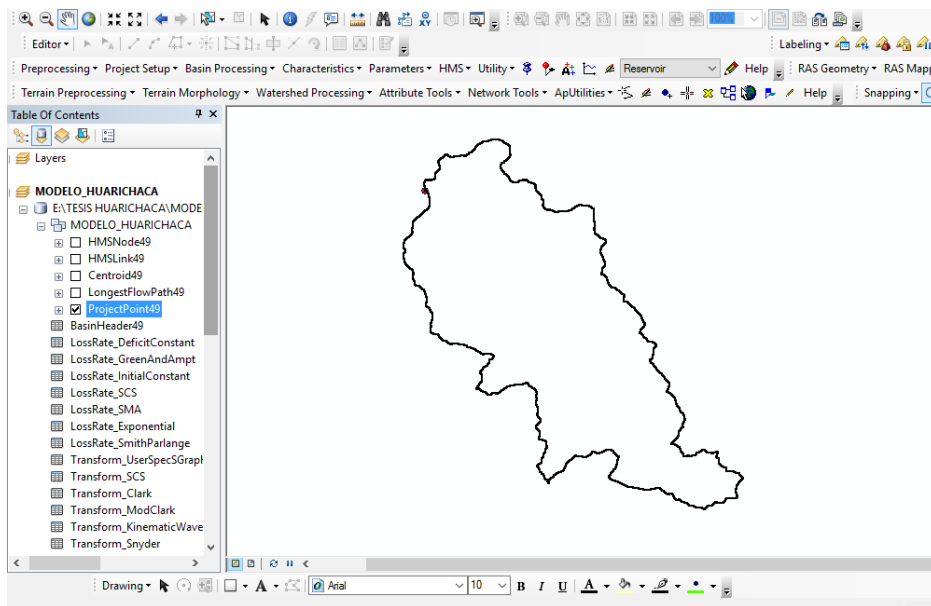 100%
Editor
Labeling
Preprocessing Project Setup Basin Processing Characteristics Parameters HMS Utility Reservoir Help RAS Geometry RAS Mapp
Terrain Preprocessing Terrain Morphology Watershed Processing Attribute Tools Network Tools ApUtilities Help Snapping
Table Of Contents
Layers
MODELO_HUARICHACA
E:\TESIS HUARICHACA\MODE
MODELO_HUARICHACA
HMSNode49
HMSLink49
Centroid49
LongestFlowPath49
ProjectPoint49
BasinHeader49
LossRate_DeficitConstant
LossRate_GreenAndAmpt
LossRate_InitialConstant
LossRate_SCS
LossRate_SMA
LossRate_Exponential
LossRate_SmithParlange
Transform_UserSpecSGraph
Transform_SCS
Transform_Clark
Transform_ModClark
Transform_KinematicWave
Transform_Snyder
Drawing A Arial 10 B I U A